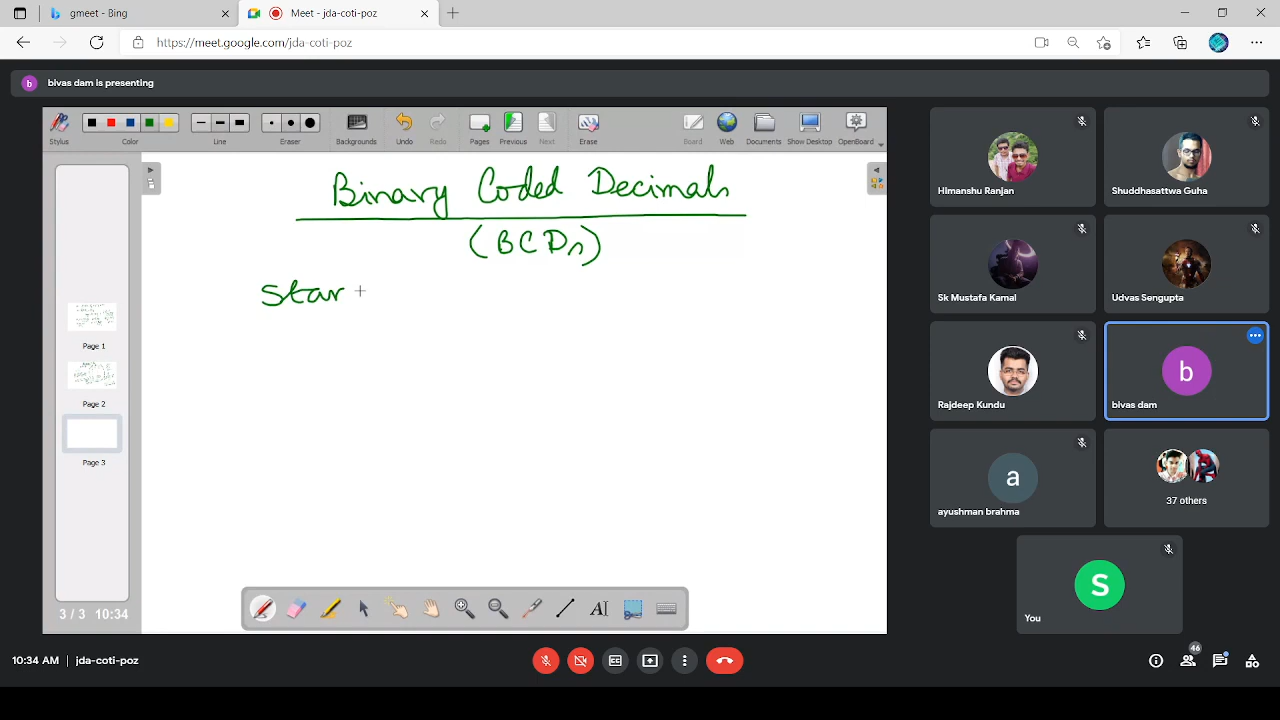 gmeet - Bing
Meet - jda-coti-poz
https://meet.google.com/jda-coti-poz
b
bivas dam is presenting
Stylus Color Line Eraser Backgrounds Undo Redo Pages Previous Next Erase Board Web Documents Show Desktop OpenBoard
Binary Coded Decimals
(BCDs)
Star
Page 1
Page 2
Page 3
3 / 3 10:34
Himanshu Ranjan
Shuddhasattwa Guha
Sk Mustafa Kamal
Udvas Sengupta
Rajdeep Kundu
b
bivas dam
a
ayushman brahma
37 others
S
You
10:34 AM | jda-coti-poz
46